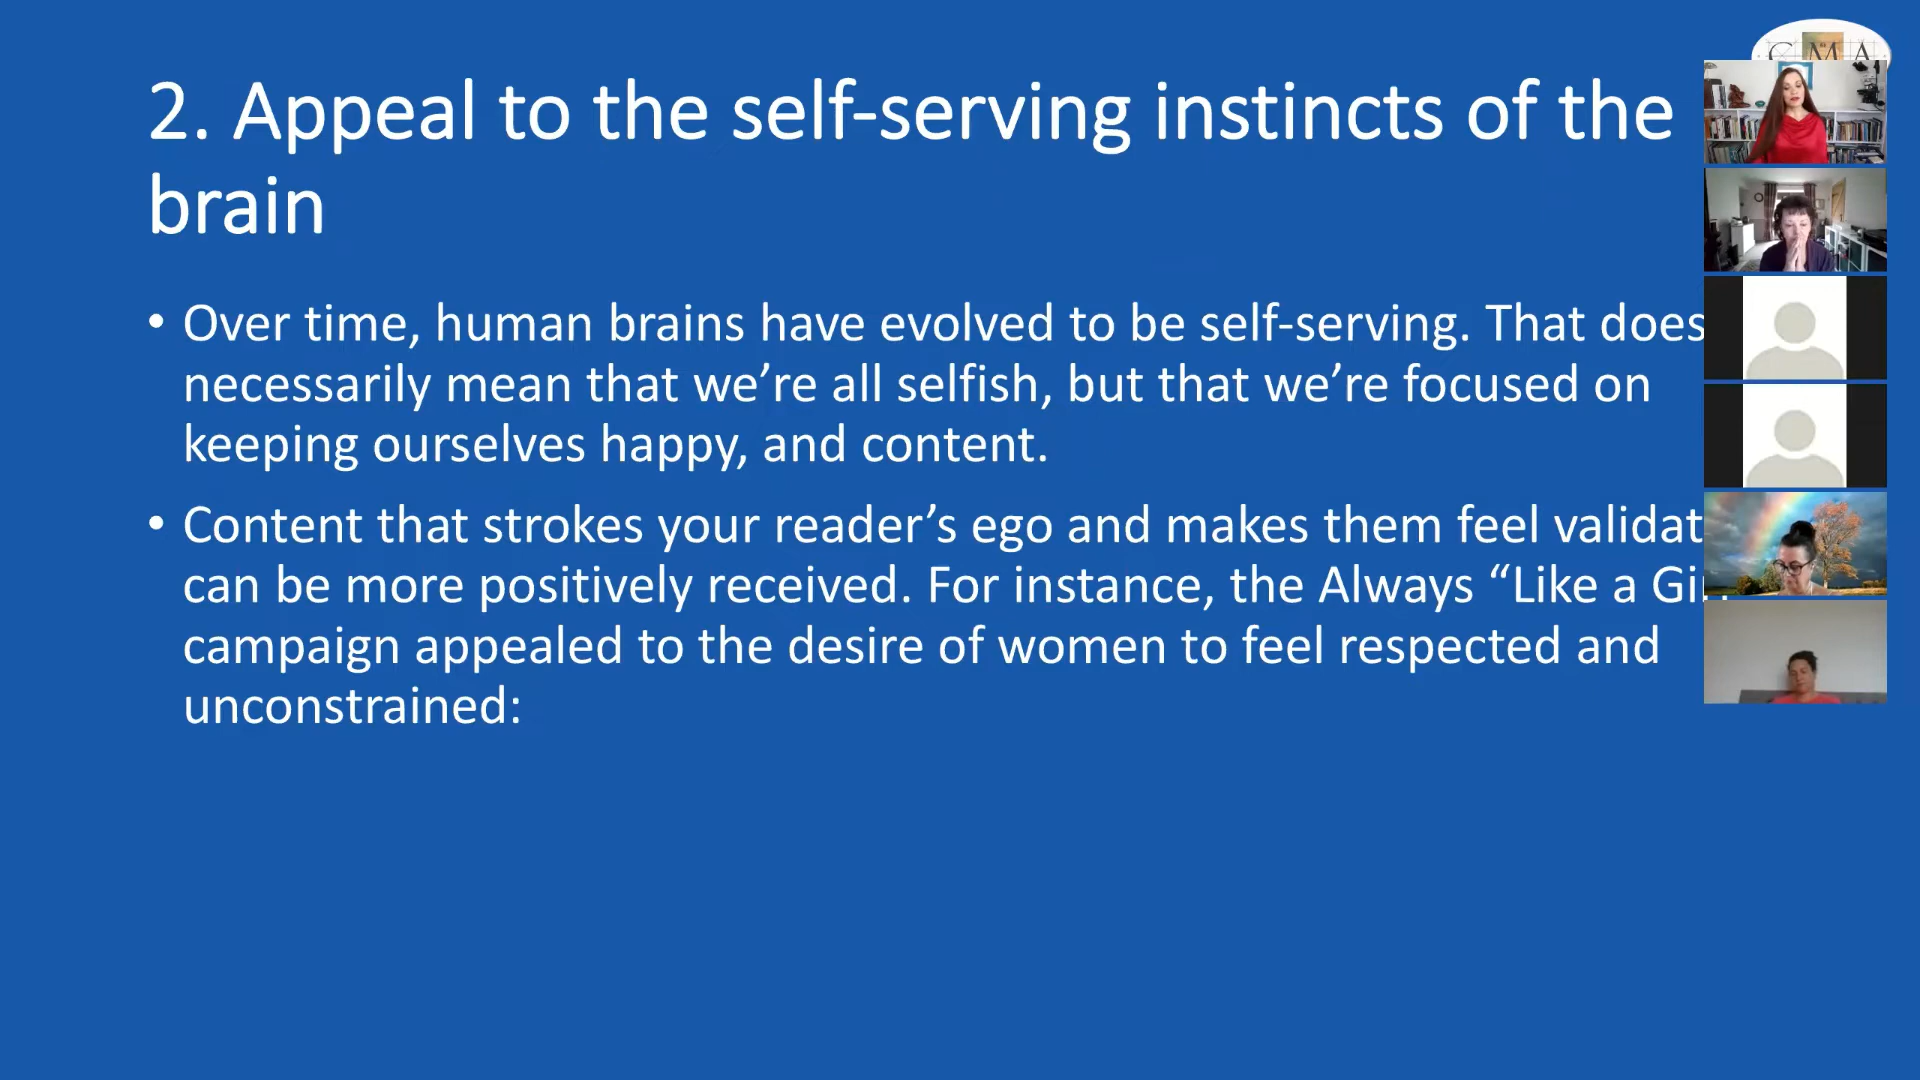 CMA
2. Appeal to the self-serving instincts of the
brain
• Over time, human brains have evolved to be self-serving. That does
necessarily mean that we’re all selfish, but that we’re focused on
keeping ourselves happy, and content.
• Content that strokes your reader’s ego and makes them feel validat
can be more positively received. For instance, the Always “Like a
campaign appealed to the desire of women to feel respected and
unconstrained: